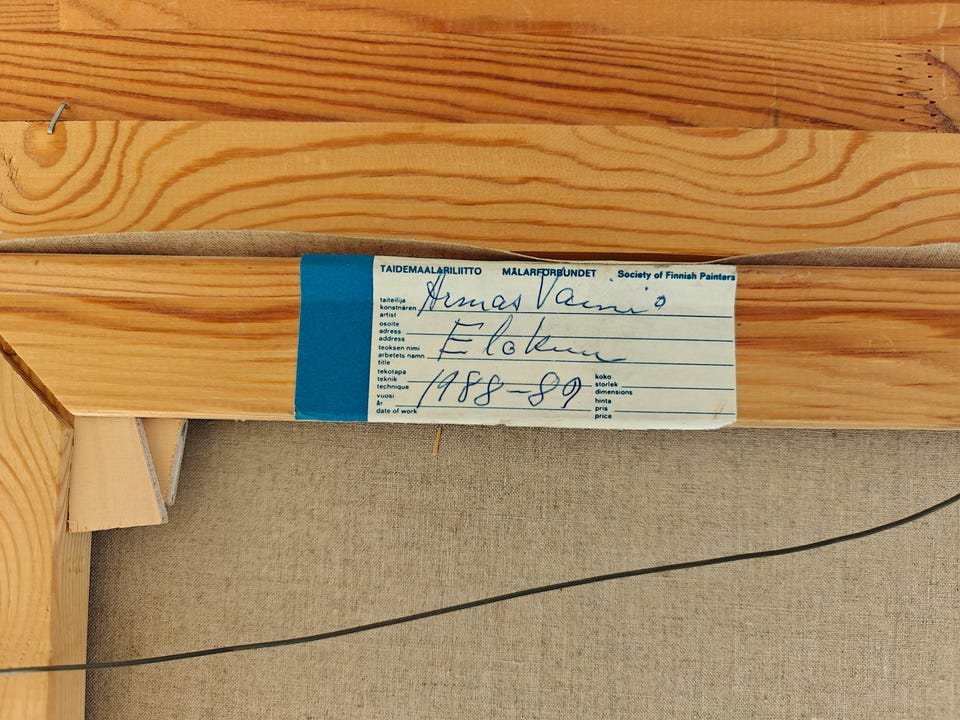 TAIDEMAALARILIITTO MÅLARFÖRBUNDET Society of Finnish Painters
taiteilija
konstnären
artist
Armas Vainio
osoite
adress
address
teoksen nimi
arbetets namn
title
Elokuu
tekotapa
teknik
technique
vuosi
år
date of work
1988-89
koko
storlek
dimensions
hinta
pris
price